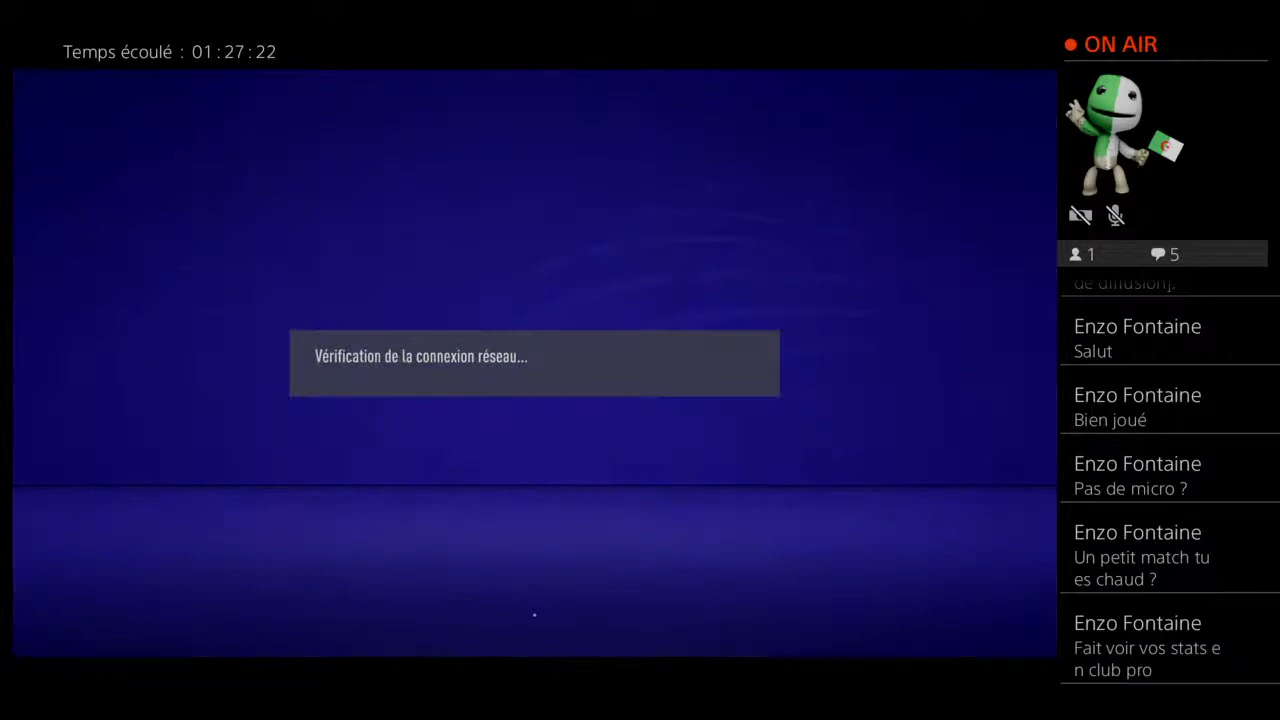 Temps écoulé : 01:27:22
ON AIR
1
5
de diffusion].
Enzo Fontaine
Salut
Enzo Fontaine
Bien joué
Enzo Fontaine
Pas de micro ?
Enzo Fontaine
Un petit match tu
es chaud ?
Enzo Fontaine
Fait voir vos stats e
n club pro
Vérification de la connexion réseau...